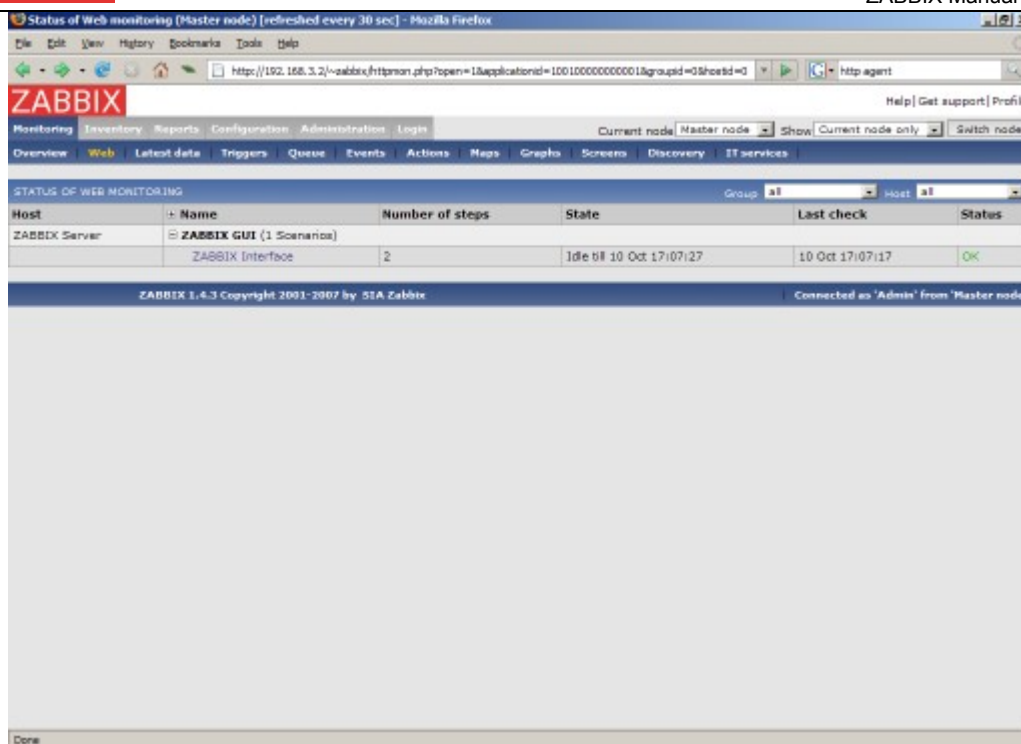 ZABBIX Manual
Status of Web monitoring (Master node) [refreshed every 30 sec] - Mozilla Firefox
File Edit View History Bookmarks Tools Help
http://192.168.3.2/~zabbix/httpmon.php?open=1&applicationid=100100000000001&groupid=0&hostid=0 http agent
ZABBIX Help | Get support | Profil
Monitoring Inventory Reports Configuration Administration Login Current node Master node Show Current node only Switch node
Overview Web Latest data Triggers Queue Events Actions Maps Graphs Screens Discovery IT services
STATUS OF WEB MONITORING Group all Host all
Host Name Number of steps State Last check Status
ZABBIX Server ZABBIX GUI (1 Scenarios)
ZABBIX Interface 2 Idle till 10 Oct 17:07:27 10 Oct 17:07:17 OK
ZABBIX 1.4.3 Copyright 2001-2007 by SIA Zabbix Connected as 'Admin' from 'Master node
Done